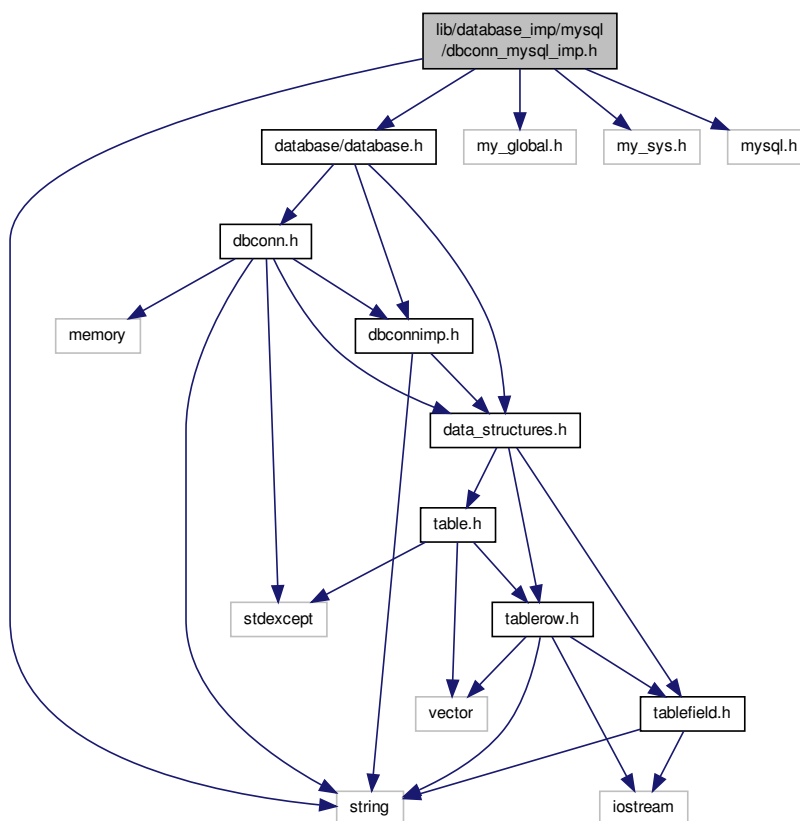 lib/database_imp/mysql
/dbconn_mysql_imp.h
database/database.h
my_global.h
my_sys.h
mysql.h
dbconn.h
memory
dbconnimp.h
data_structures.h
table.h
stdexcept
tablerow.h
vector
tablefield.h
string
iostream